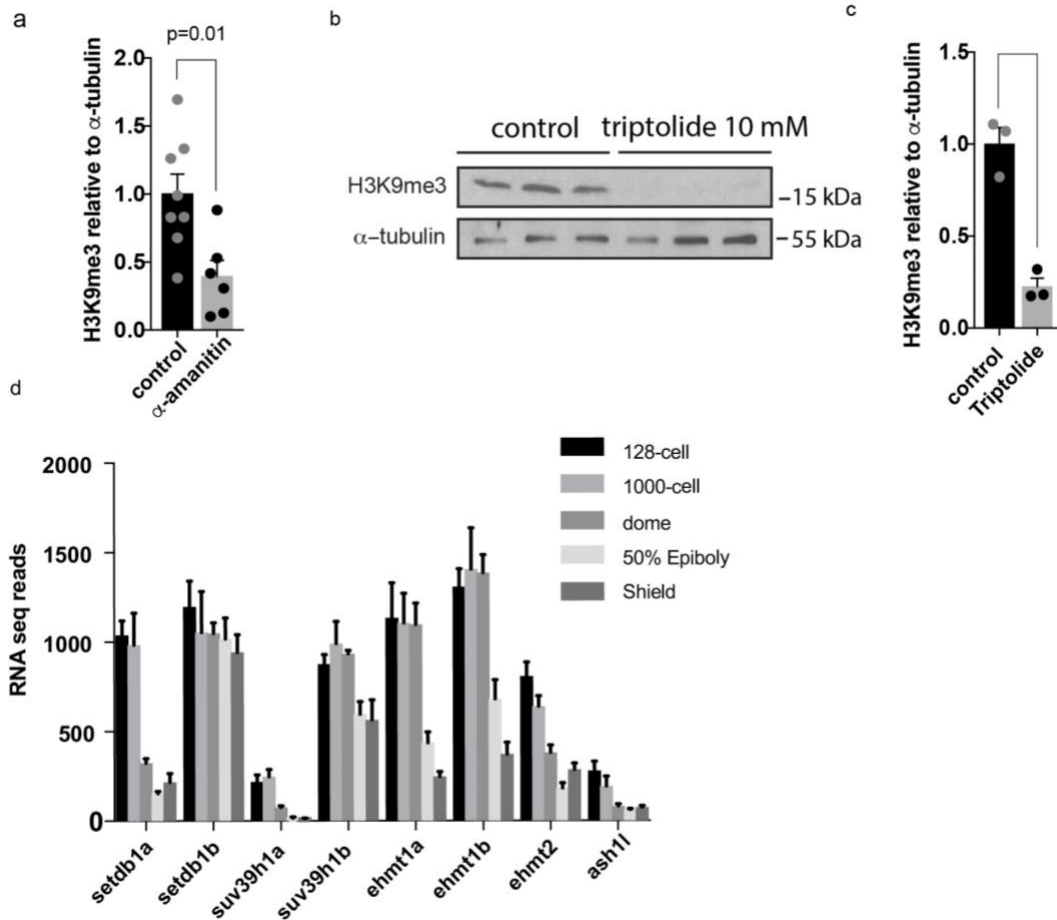 a
p=0.01
H3K9me3 relative to α-tubulin
2.0
1.5
1.0
0.5
0.0
control
α-amanitin
b
control
triptolide 10 mM
H3K9me3
–15 kDa
α–tubulin
–55 kDa
c
H3K9me3 relative to α-tubulin
1.5
1.0
0.5
0.0
control
Triptolide
d
RNA seq reads
2000
1500
1000
500
0
128-cell
1000-cell
dome
50% Epiboly
Shield
setdb1a
setdb1b
suv39h1a
suv39h1b
ehmt1a
ehmt1b
ehmt2
ash1l